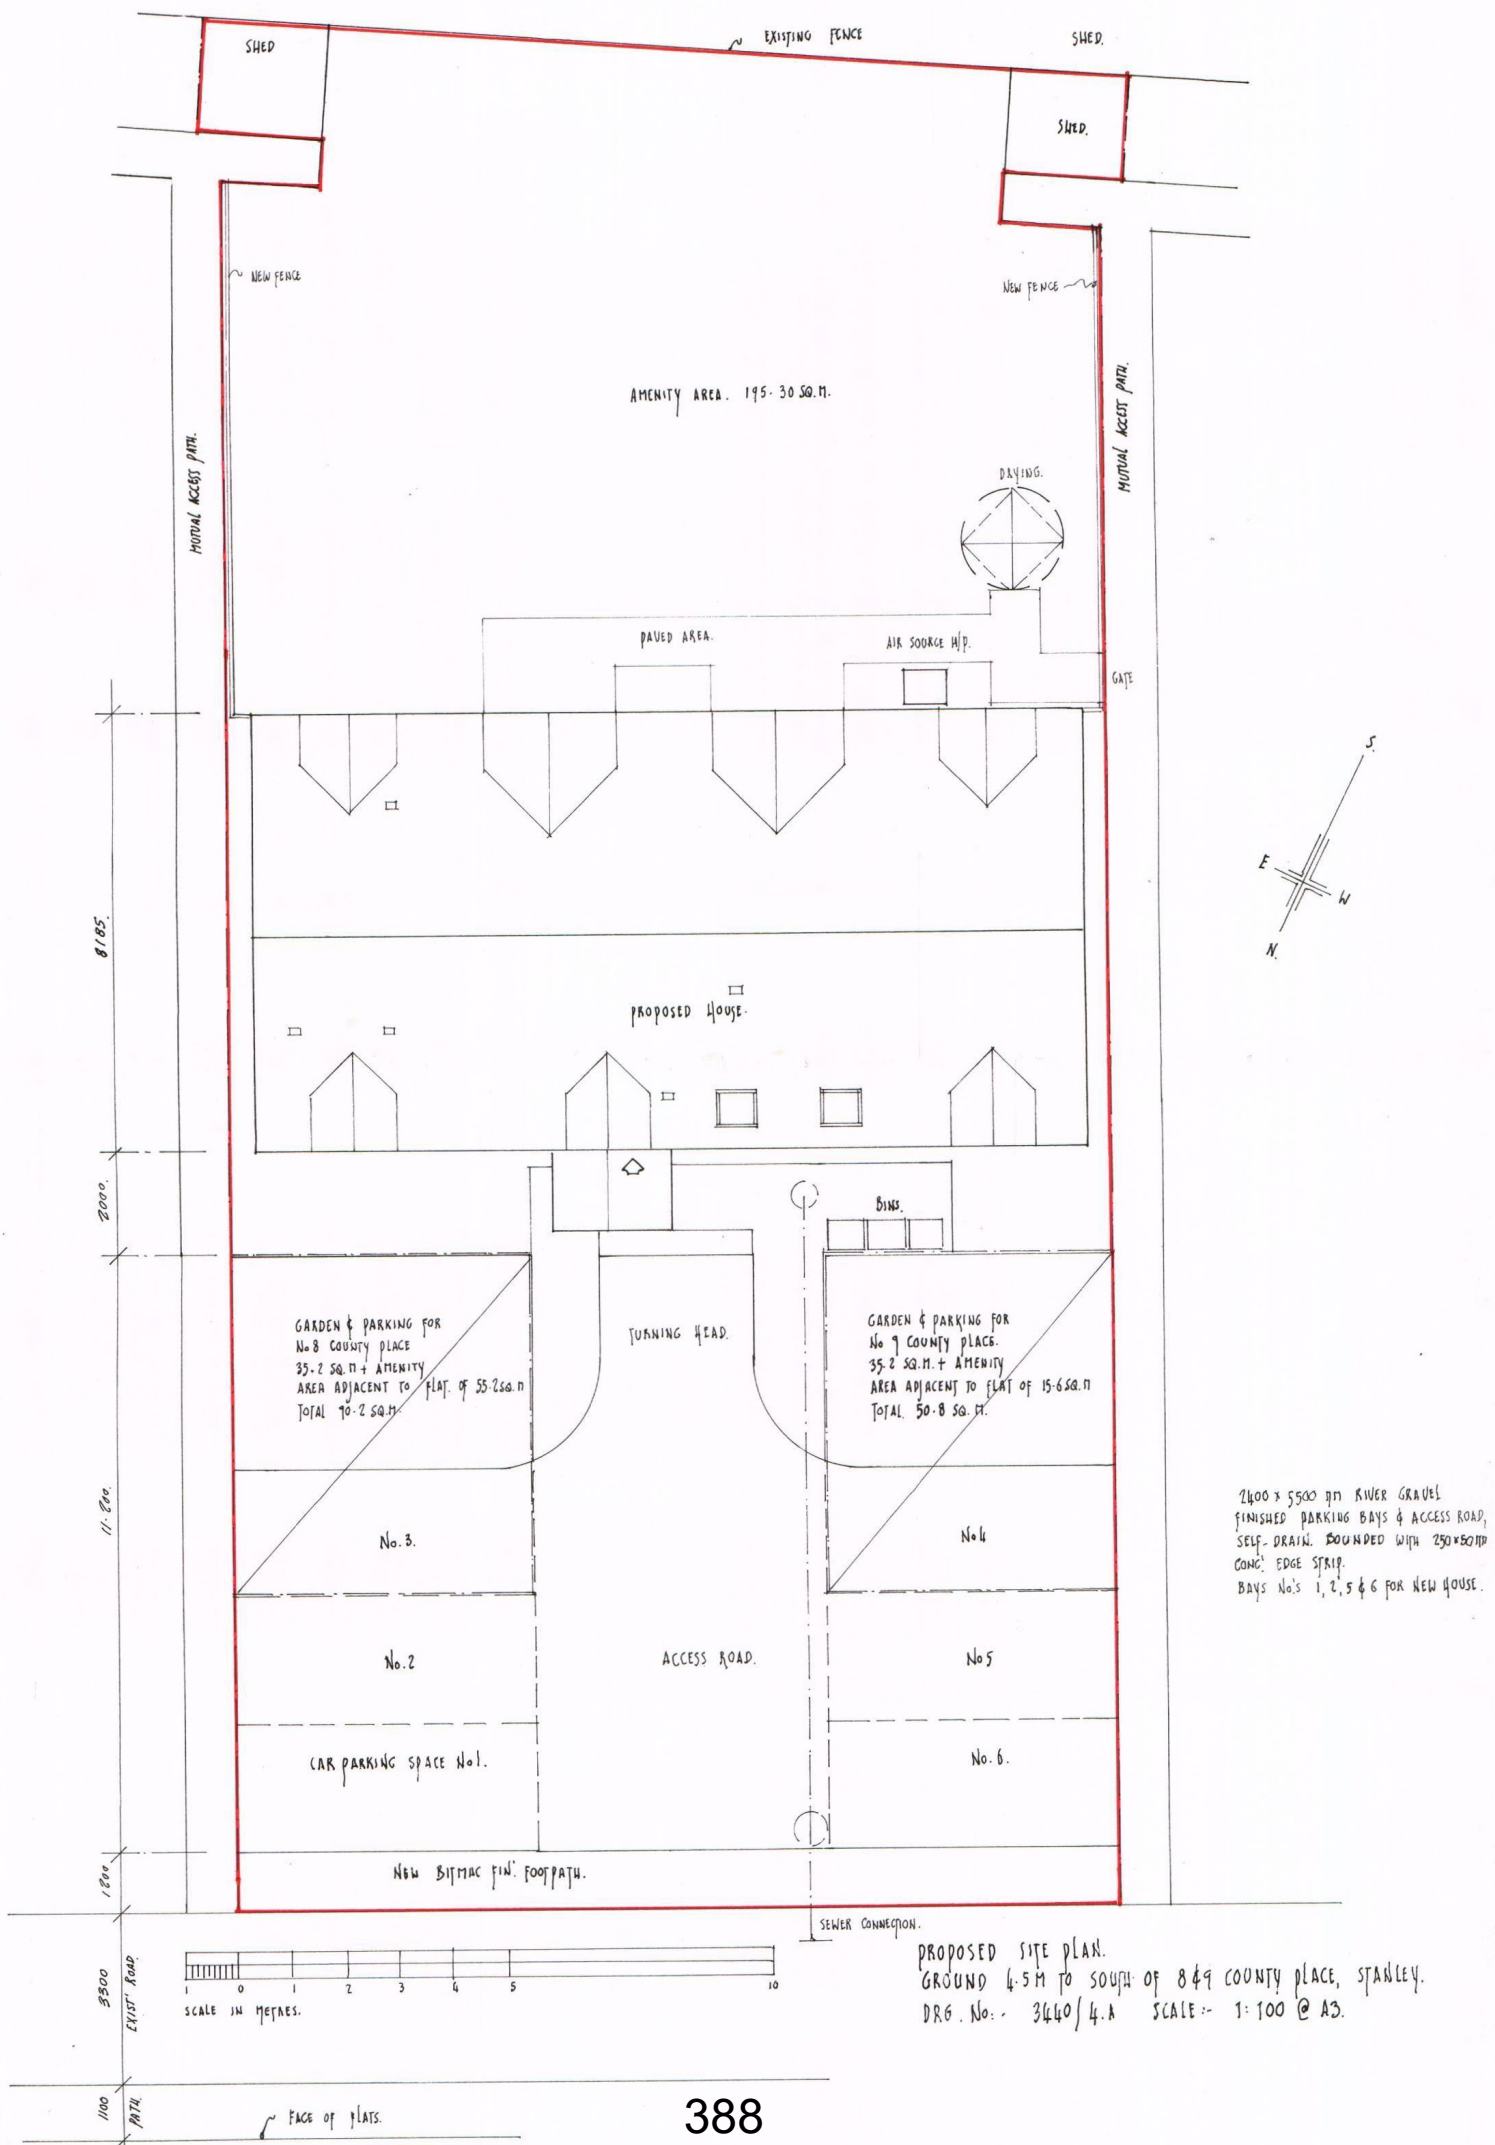 SHED
EXISTING FENCE
SHED.
SHED.
NEW FENCE
NEW FENCE
AMENITY AREA. 195.30 SQ.M.
MUTUAL ACCESS PATH.
MUTUAL ACCESS PATH.
DRYING.
PAVED AREA.
AIR SOURCE H/P.
GATE
S.
E
W
N.
8185.
PROPOSED HOUSE.
2000.
BINS.
GARDEN & PARKING FOR
No 8 COUNTY PLACE
35.2 SQ.M + AMENITY
AREA ADJACENT TO FLAT. OF 55.2SQ.M
TOTAL 90.2 SQ.M.
TURNING HEAD.
GARDEN & PARKING FOR
No 9 COUNTY PLACE.
35.2 SQ.M. + AMENITY
AREA ADJACENT TO FLAT OF 15.6SQ.M
TOTAL. 50.8 SQ.M.
11.200.
No.3.
No4
2400 x 5500 mm RIVER GRAVEL
FINISHED PARKING BAYS & ACCESS ROAD,
SELF-DRAIN. BOUNDED WITH 250x50mm
CONC' EDGE STRIP.
BAYS No's 1, 2, 5 & 6 FOR NEW HOUSE.
No.2
ACCESS ROAD.
No 5
CAR PARKING SPACE No1.
No.6.
1200
NEW BITMAC FIN'. FOOTPATH.
SEWER CONNECTION.
3300
EXIST' ROAD.
1 0 1 2 3 4 5 10
SCALE IN METRES.
PROPOSED SITE PLAN.
GROUND 4.5M TO SOUTH OF 8&9 COUNTY PLACE, STANLEY.
DRG. No:- 3440/4.A SCALE:- 1:100 @ A3.
1100
PATH.
FACE OF FLATS.
388